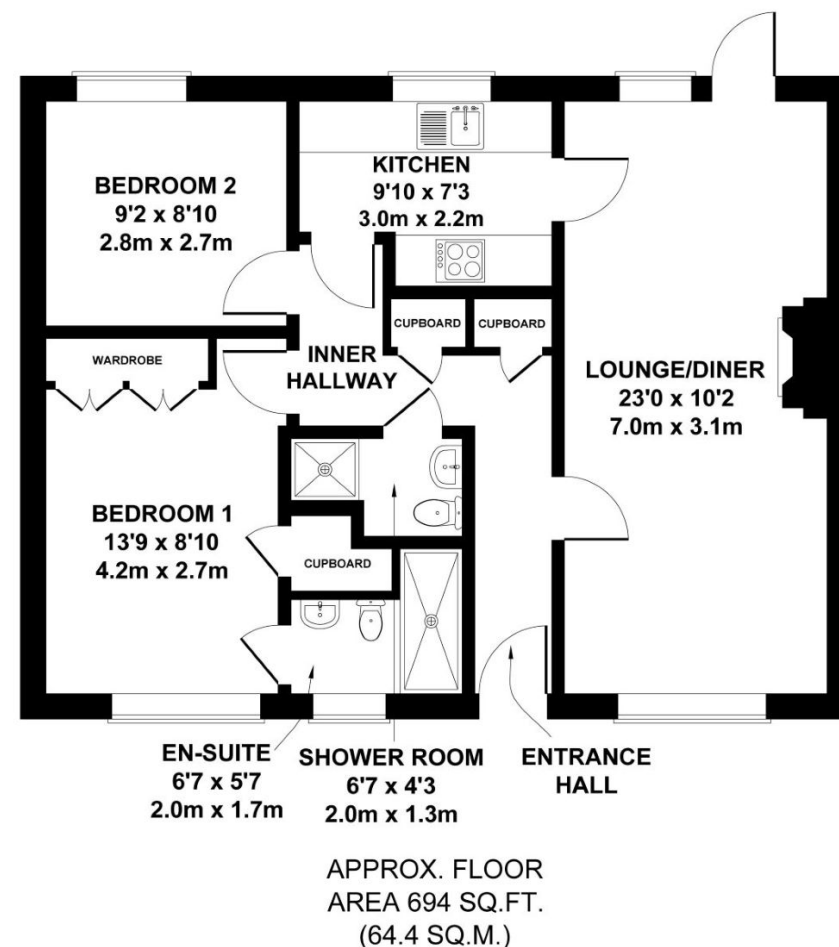 BEDROOM 2
9'2 x 8'10
2.8m x 2.7m
KITCHEN
9'10 x 7'3
3.0m x 2.2m
CUPBOARD
CUPBOARD
WARDROBE
INNER
HALLWAY
LOUNGE/DINER
23'0 x 10'2
7.0m x 3.1m
BEDROOM 1
13'9 x 8'10
4.2m x 2.7m
CUPBOARD
EN-SUITE
6'7 x 5'7
2.0m x 1.7m
SHOWER ROOM
6'7 x 4'3
2.0m x 1.3m
ENTRANCE
HALL
APPROX. FLOOR
AREA 694 SQ.FT.
(64.4 SQ.M.)